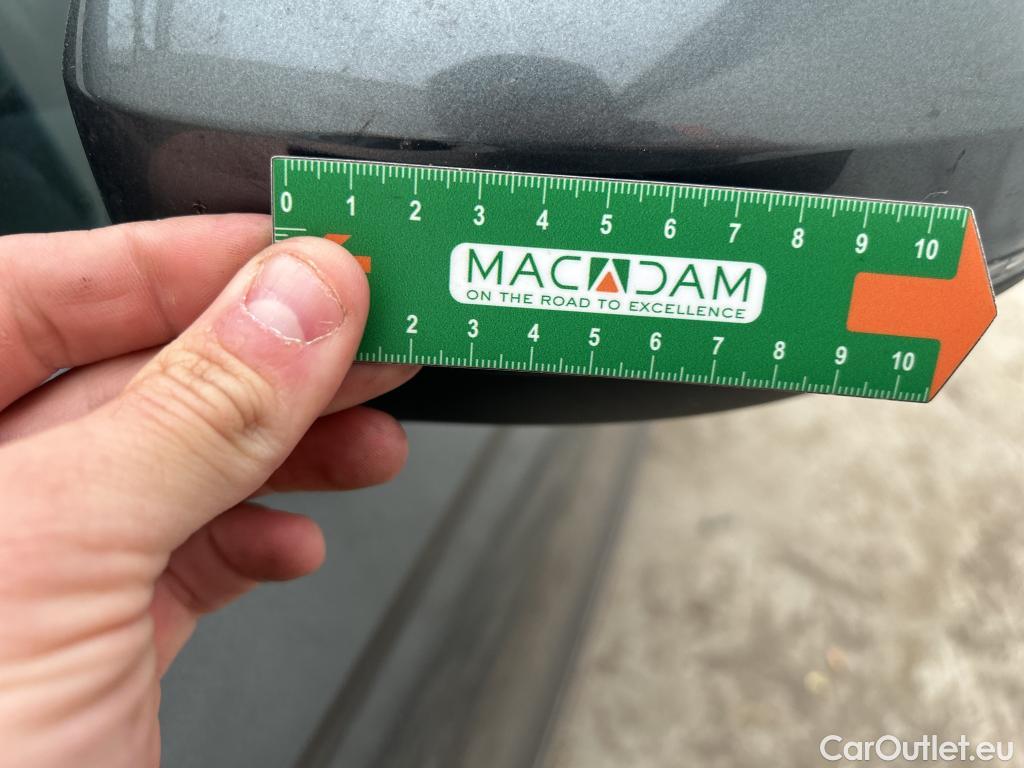 0 1 2 3 4 5 6 7 8 9 10
MACADAM
ON THE ROAD TO EXCELLENCE
2 3 4 5 6 7 8 9 10
CarOutlet.eu